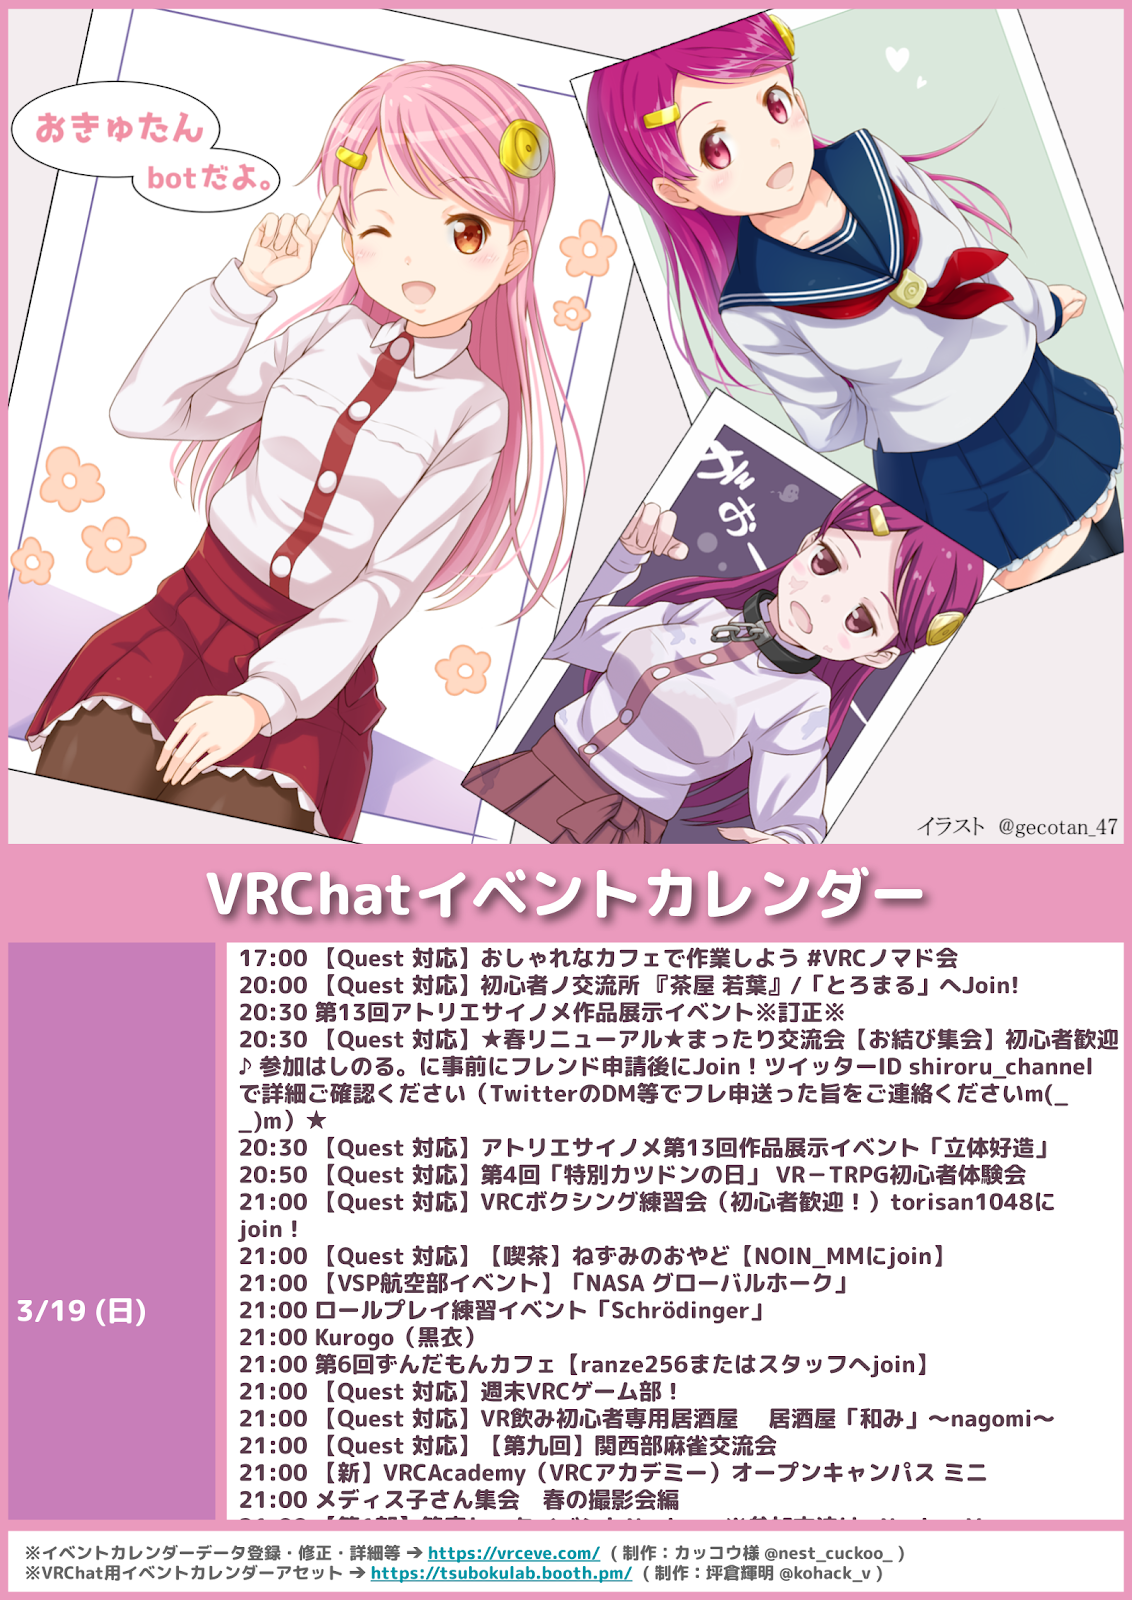 おきゅたん
botだよ。
がおー
イラスト @gecotan_47
VRChatイベントカレンダー
3/19 (日)
17:00 【Quest 対応】おしゃれなカフェで作業しよう #VRCノマド会
20:00 【Quest 対応】初心者ノ交流所 『茶屋 若葉』/「とろまる」へJoin!
20:30 第13回アトリエサイノメ作品展示イベント※訂正※
20:30 【Quest 対応】★春リニューアル★まったり交流会【お結び集会】初心者歓迎
♪ 参加はしのる。に事前にフレンド申請後にJoin！ツイッターID shiroru_channel
で詳細ご確認ください（TwitterのDM等でフレ申送った旨をご連絡くださいm(_
_)m）★
20:30 【Quest 対応】アトリエサイノメ第13回作品展示イベント「立体好造」
20:50 【Quest 対応】第4回「特別カツドンの日」 VR－TRPG初心者体験会
21:00 【Quest 対応】VRCボクシング練習会（初心者歓迎！）torisan1048に
join！
21:00 【Quest 対応】【喫茶】ねずみのおやど【NOIN_MMにjoin】
21:00 【VSP航空部イベント】「NASA グローバルホーク」
21:00 ロールプレイ練習イベント「Schrödinger」
21:00 Kurogo（黒衣）
21:00 第6回ずんだもんカフェ【ranze256またはスタッフへjoin】
21:00 【Quest 対応】週末VRCゲーム部！
21:00 【Quest 対応】VR飲み初心者専用居酒屋　居酒屋「和み」～nagomi～
21:00 【Quest 対応】【第九回】関西部麻雀交流会
21:00 【新】VRCAcademy（VRCアカデミー）オープンキャンパス ミニ
21:00 メディス子さん集会　春の撮影会編
※イベントカレンダーデータ登録・修正・詳細等 ➔ https://vrceve.com/ （制作：カッコウ様 @nest_cuckoo_ ）
※VRChat用イベントカレンダーアセット ➔ https://tsubokulab.booth.pm/ （制作：坪倉輝明 @kohack_v ）